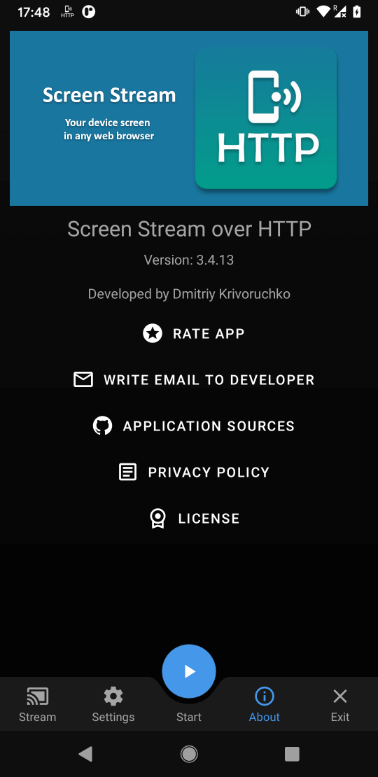 17:48
HTTP
R
Screen Stream
Your device screen
in any web browser
HTTP
Screen Stream over HTTP
Version: 3.4.13
Developed by Dmitriy Krivoruchko
RATE APP
WRITE EMAIL TO DEVELOPER
APPLICATION SOURCES
PRIVACY POLICY
LICENSE
Stream
Settings
Start
About
Exit